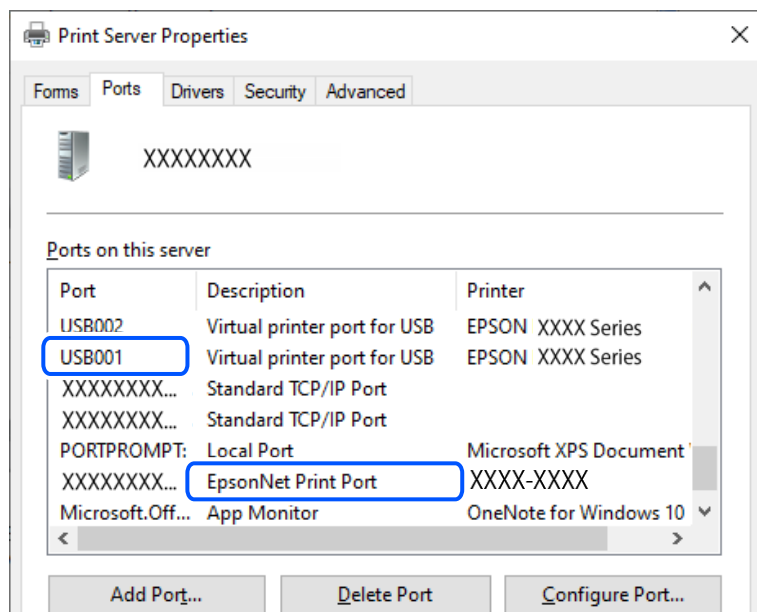 Print Server Properties
Forms Ports Drivers Security Advanced
XXXXXXXX
Ports on this server
Port Description Printer
USB002 Virtual printer port for USB EPSON XXXX Series
USB001 Virtual printer port for USB EPSON XXXX Series
XXXXXXXX... Standard TCP/IP Port
XXXXXXXX... Standard TCP/IP Port
PORTPROMPT: Local Port Microsoft XPS Document
XXXXXXXX... EpsonNet Print Port XXXX-XXXX
Microsoft.Off... App Monitor OneNote for Windows 10
Add Port... Delete Port Configure Port...